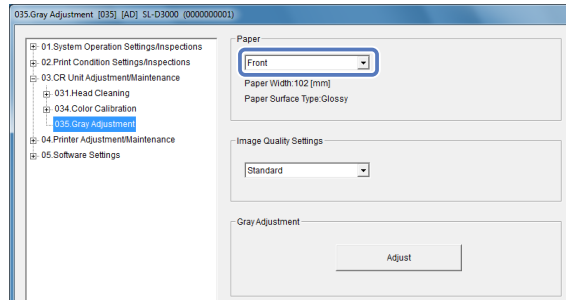 035.Gray Adjustment [035] [AD] SL-D3000 (0000000001)
01.System Operation Settings/Inspections
02.Print Condition Settings/Inspections
03.CR Unit Adjustment/Maintenance
031.Head Cleaning
034.Color Calibration
035.Gray Adjustment
04.Printer Adjustment/Maintenance
05.Software Settings
Paper
Front
Paper Width:102 [mm]
Paper Surface Type:Glossy
Image Quality Settings
Standard
Gray Adjustment
Adjust